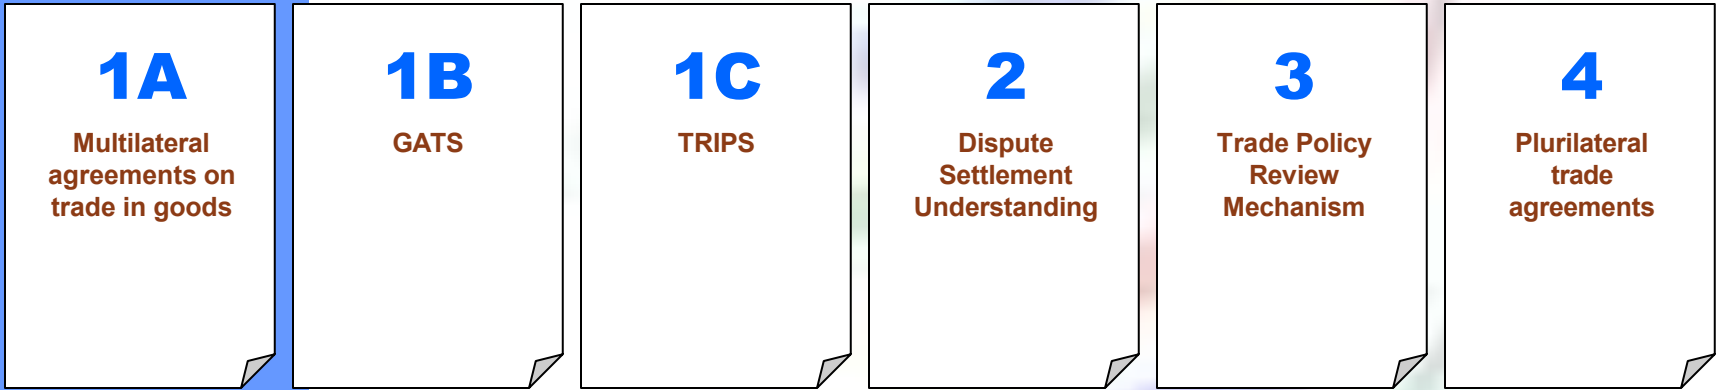 1A
Multilateral
agreements on
trade in goods
1B
GATS
1C
TRIPS
2
Dispute
Settlement
Understanding
3
Trade Policy
Review
Mechanism
4
Plurilateral
trade
agreements